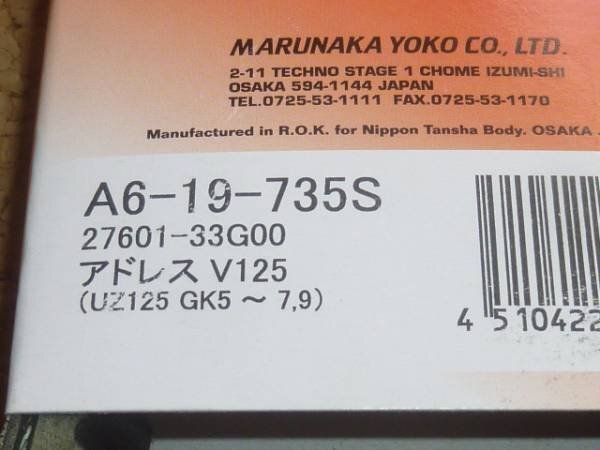 MARUNAKA YOKO CO., LTD.
2-11 TECHNO STAGE 1 CHOME IZUMI-SHI
OSAKA 594-1144 JAPAN
TEL.0725-53-1111 FAX.0725-53-1170
Manufactured in R.O.K. for Nippon Tansha Body. OSAKA
A6-19-735S
27601-33G00
アドレス V125
(UZ125 GK5 ～ 7,9)
4 510422